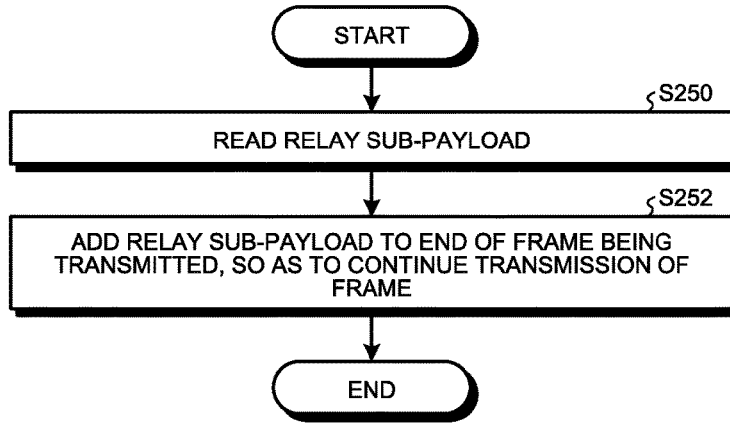 START
S250
READ RELAY SUB-PAYLOAD
S252
ADD RELAY SUB-PAYLOAD TO END OF FRAME BEING
TRANSMITTED, SO AS TO CONTINUE TRANSMISSION OF
FRAME
END